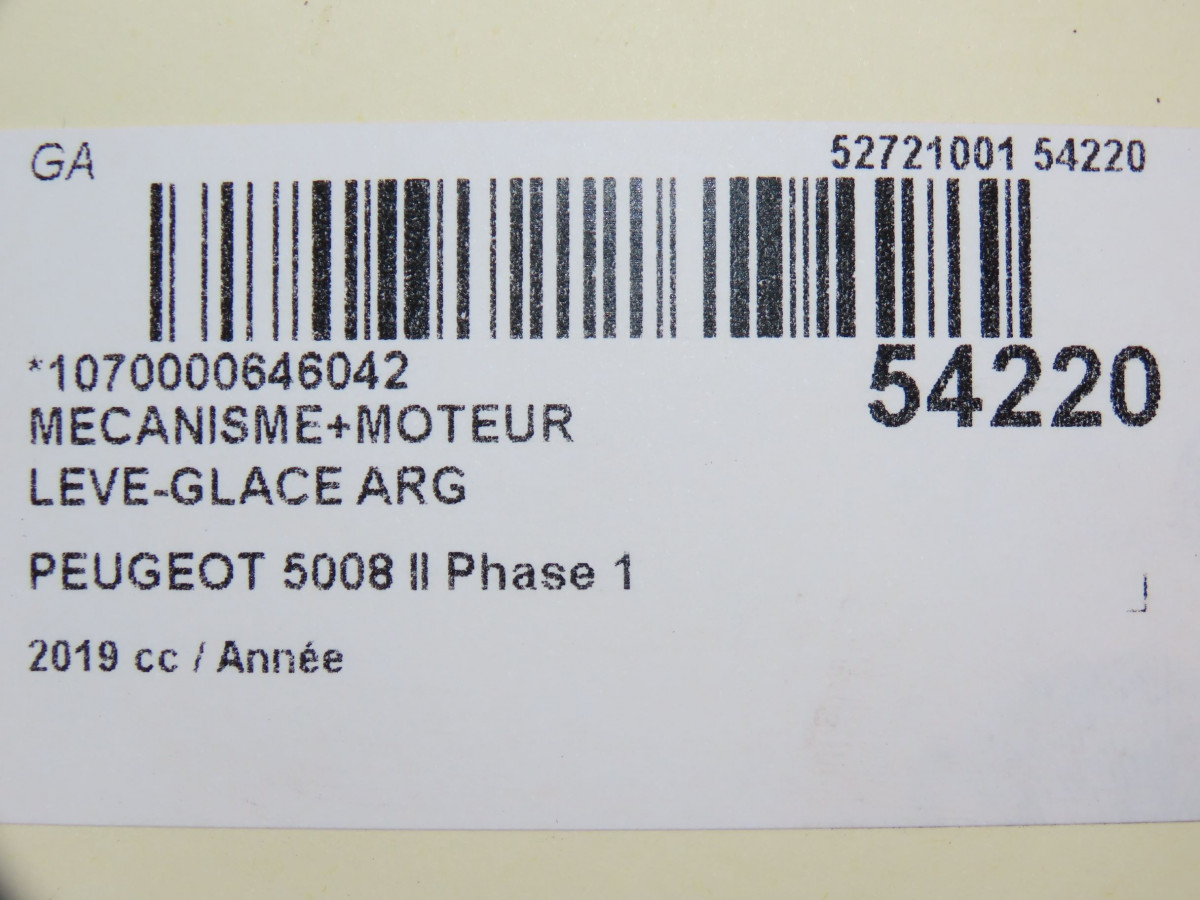 GA
52721001 54220
*1070000646042
54220
MECANISME+MOTEUR
LEVE-GLACE ARG
PEUGEOT 5008 II Phase 1
2019 cc / Année